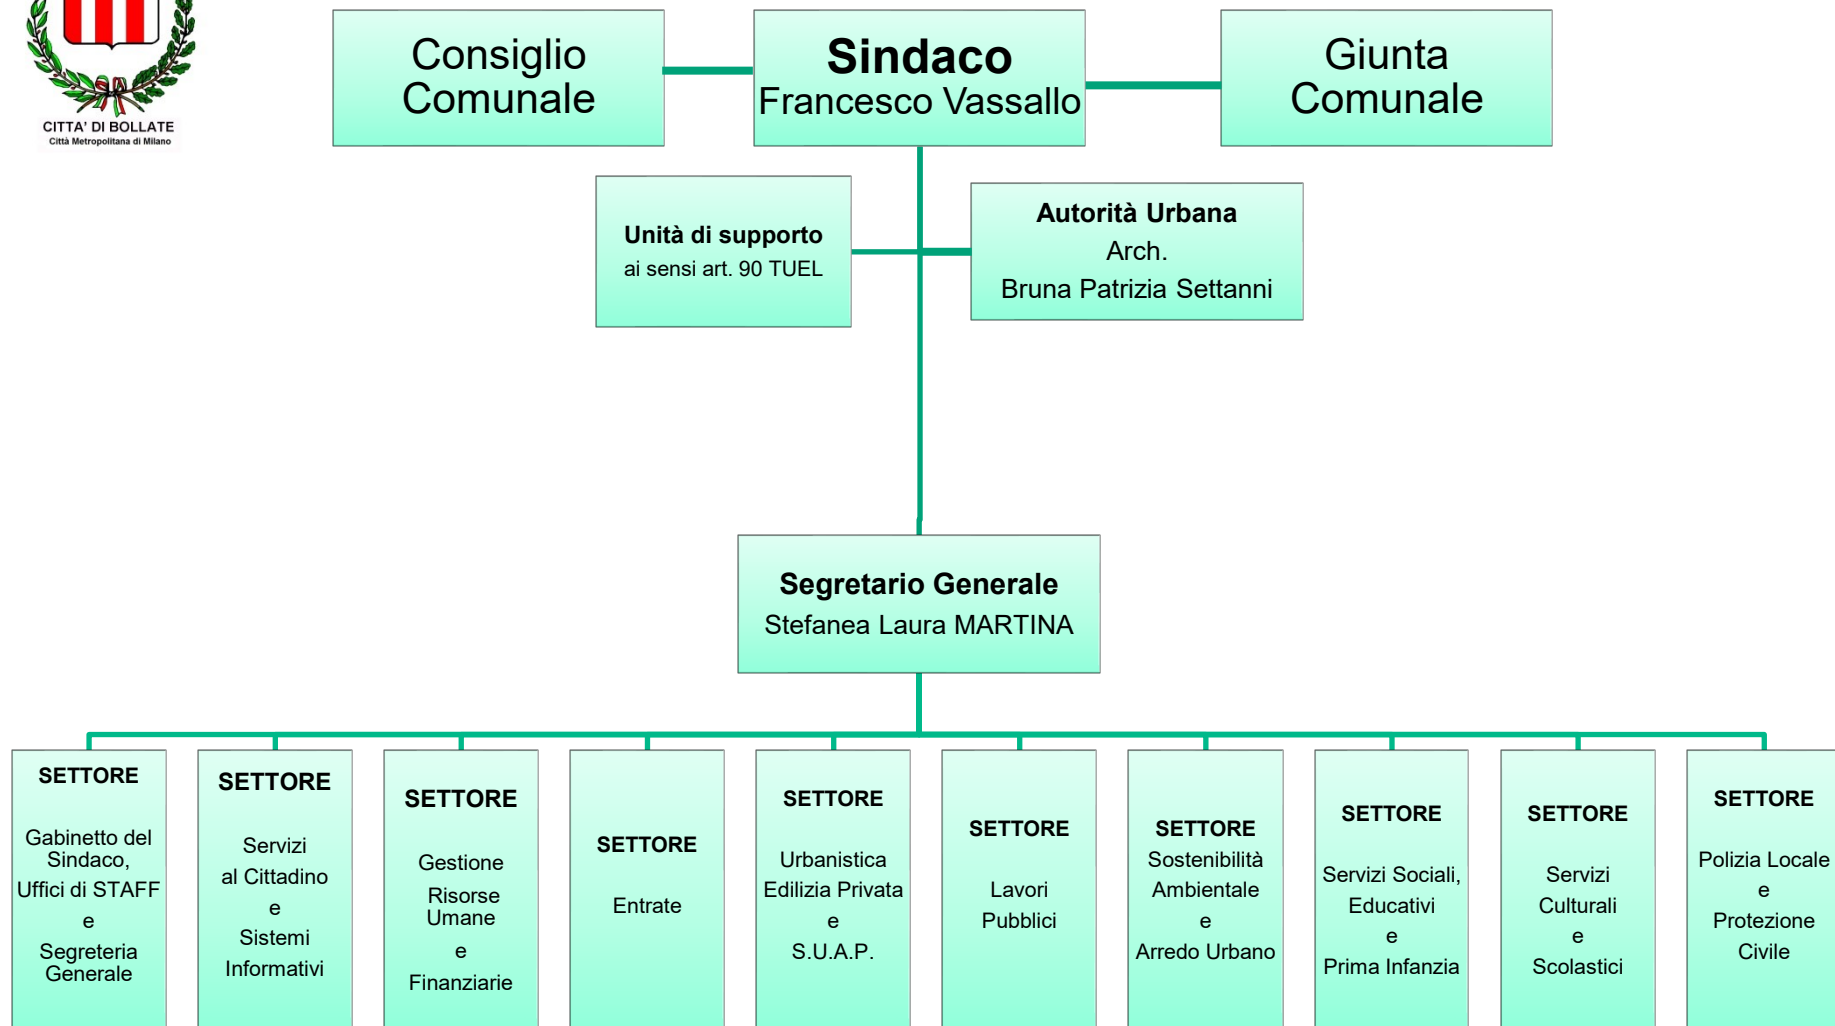 CITTA' DI BOLLATE
Città Metropolitana di Milano
Consiglio
Comunale
Sindaco
Francesco Vassallo
Giunta
Comunale
Unità di supporto
ai sensi art. 90 TUEL
Autorità Urbana
Arch.
Bruna Patrizia Settanni
Segretario Generale
Stefanea Laura MARTINA
SETTORE
Gabinetto del
Sindaco,
Uffici di STAFF
e
Segreteria
Generale
SETTORE
Servizi
al Cittadino
e
Sistemi
Informativi
SETTORE
Gestione
Risorse
Umane
e
Finanziarie
SETTORE
Entrate
SETTORE
Urbanistica
Edilizia Privata
e
S.U.A.P.
SETTORE
Lavori
Pubblici
SETTORE
Sostenibilità
Ambientale
e
Arredo Urbano
SETTORE
Servizi Sociali,
Educativi
e
Prima Infanzia
SETTORE
Servizi
Culturali
e
Scolastici
SETTORE
Polizia Locale
e
Protezione
Civile